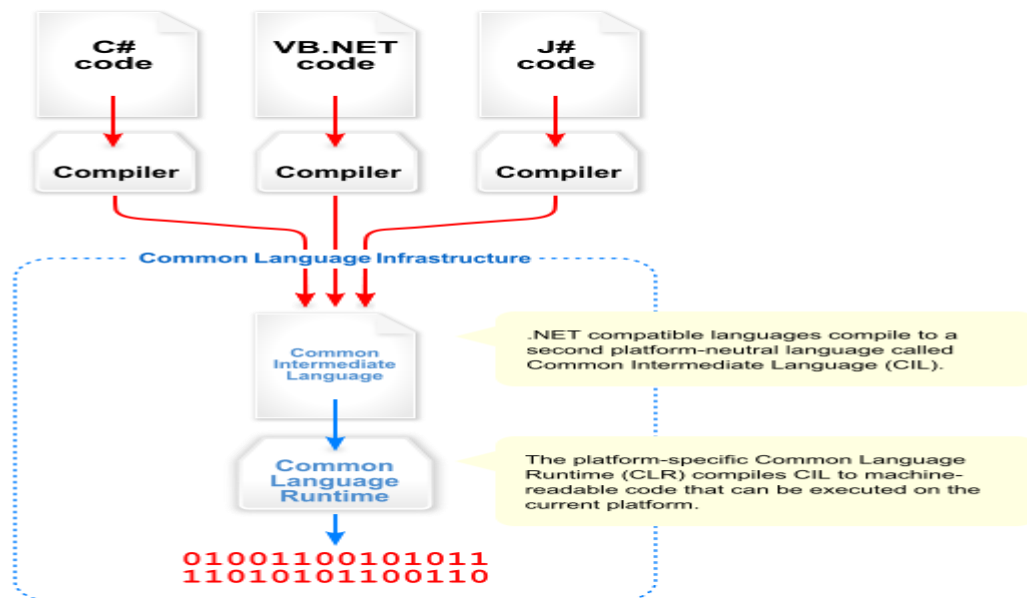 C#
code
VB.NET
code
J#
code
Compiler
Compiler
Compiler
Common Language Infrastructure
Common
Intermediate
Language
.NET compatible languages compile to a
second platform-neutral language called
Common Intermediate Language (CIL).
Common
Language
Runtime
The platform-specific Common Language
Runtime (CLR) compiles CIL to machine-
readable code that can be executed on the
current platform.
01001100101011
11010101100110